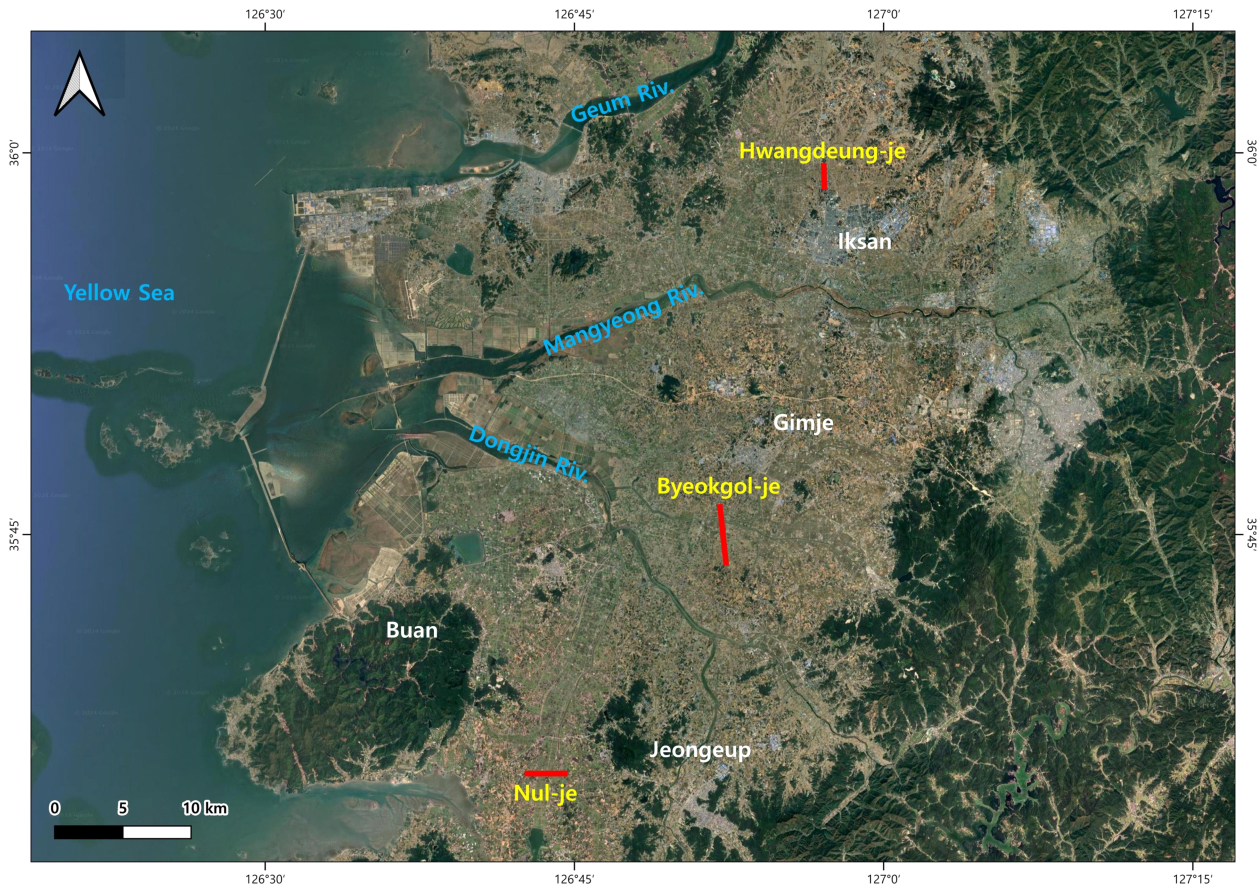 126°30'
126°45'
127°0'
127°15'
36°0'
36°0'
Geum Riv.
Hwangdeung-je
Iksan
Yellow Sea
Mangyeong Riv.
Gimje
Dongjin Riv.
Byeokgol-je
35°45'
35°45'
Buan
Jeongeup
Nul-je
0 5 10 km
126°30'
126°45'
127°0'
127°15'